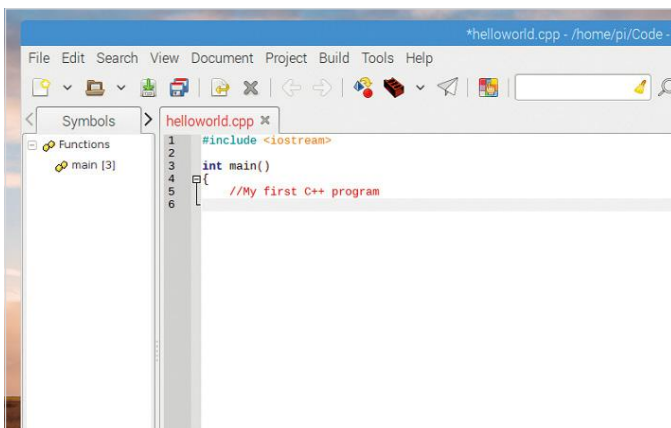 *helloworld.cpp - /home/pi/Code -
File Edit Search View Document Project Build Tools Help
Symbols
helloworld.cpp
Functions
main [3]
1 #include <iostream>
2
3 int main()
4 {
5 //My first C++ program
6